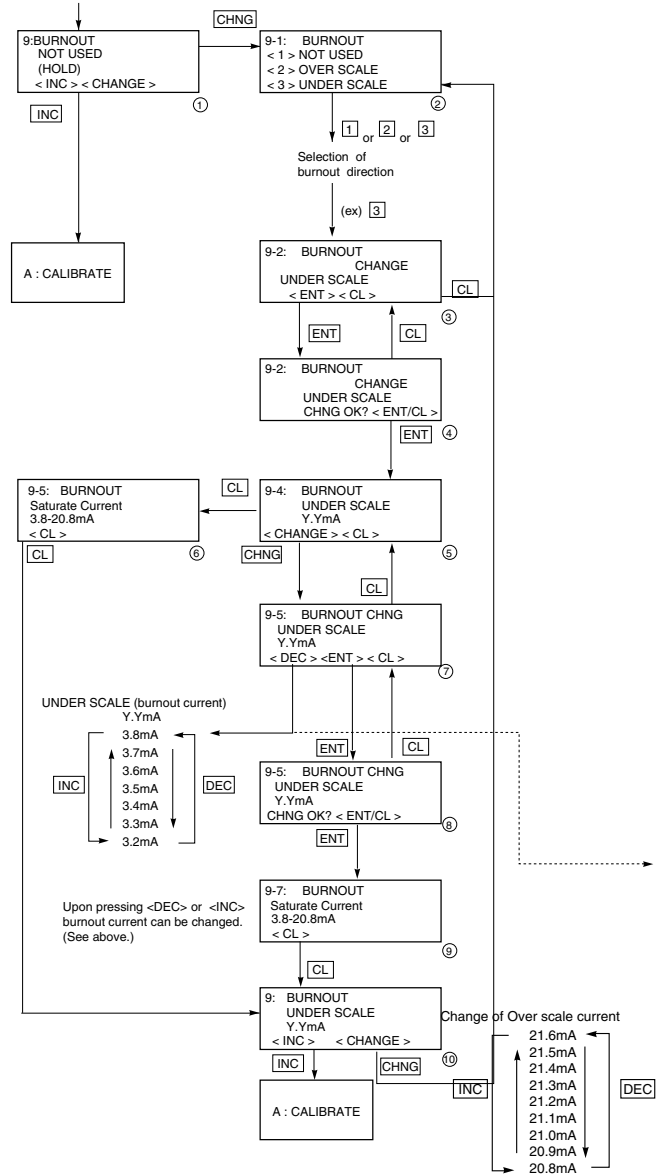 CHNG
9:BURNOUT
NOT USED
(HOLD)
< INC > < CHANGE >
1
INC
A : CALIBRATE
9-1: BURNOUT
< 1 > NOT USED
< 2 > OVER SCALE
< 3 > UNDER SCALE
2
1 or 2 or 3
Selection of
burnout direction
(ex) 3
9-2: BURNOUT
CHANGE
UNDER SCALE
< ENT > < CL >
3
CL
ENT
CL
9-2: BURNOUT
CHANGE
UNDER SCALE
CHNG OK? < ENT/CL >
4
ENT
9-4: BURNOUT
UNDER SCALE
Y.YmA
< CHANGE > < CL >
5
CL
9-5: BURNOUT
Saturate Current
3.8-20.8mA
< CL >
6
CL
CHNG
CL
9-5: BURNOUT CHNG
UNDER SCALE
Y.YmA
< DEC > <ENT > < CL >
7
UNDER SCALE (burnout current)
Y.YmA
3.8mA
3.7mA
3.6mA
3.5mA
3.4mA
3.3mA
3.2mA
INC
DEC
ENT
CL
9-5: BURNOUT CHNG
UNDER SCALE
Y.YmA
CHNG OK? < ENT/CL >
8
ENT
Upon pressing <DEC> or <INC>
burnout current can be changed.
(See above.)
9-7: BURNOUT
Saturate Current
3.8-20.8mA
< CL >
9
CL
9: BURNOUT
UNDER SCALE
Y.YmA
< INC > < CHANGE >
10
INC
CHNG
A : CALIBRATE
Change of Over scale current
21.6mA
21.5mA
21.4mA
21.3mA
21.2mA
21.1mA
21.0mA
20.9mA
20.8mA
INC
DEC